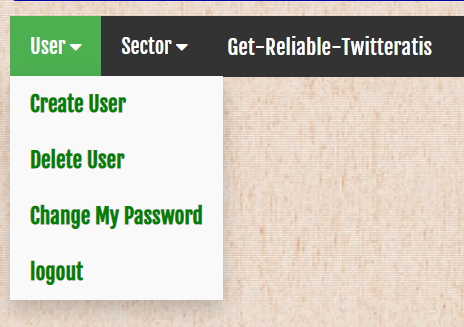 User Sector Get-Reliable-Twitteratis
Create User
Delete User
Change My Password
logout